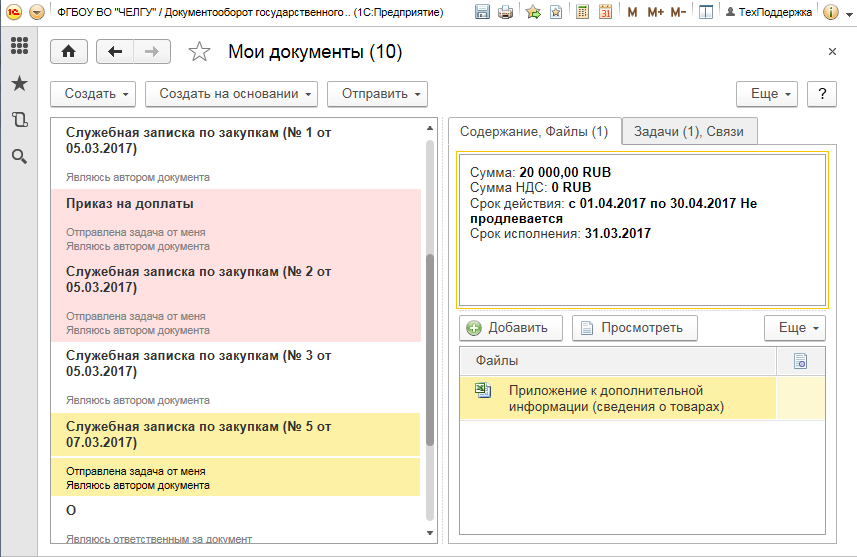 ФГБОУ ВО "ЧЕЛГУ" / Документооборот государственного .. (1С:Предприятие)
M M+ M- ТехПоддержка
Мои документы (10)
Создать Создать на основании Отправить Еще ?
Служебная записка по закупкам (№ 1 от
05.03.2017)
Являюсь автором документа
Приказ на доплаты
Отправлена задача от меня
Являюсь автором документа
Служебная записка по закупкам (№ 2 от
05.03.2017)
Отправлена задача от меня
Являюсь автором документа
Служебная записка по закупкам (№ 3 от
05.03.2017)
Являюсь автором документа
Служебная записка по закупкам (№ 5 от
07.03.2017)
Отправлена задача от меня
Являюсь автором документа
О
Являюсь ответственным за документ
Содержание, Файлы (1) Задачи (1), Связи
Сумма: 20 000,00 RUB
Сумма НДС: 0 RUB
Срок действия: с 01.04.2017 по 30.04.2017 Не
продлевается
Срок исполнения: 31.03.2017
Добавить Просмотреть Еще
Файлы
Приложение к дополнительной
информации (сведения о товарах)